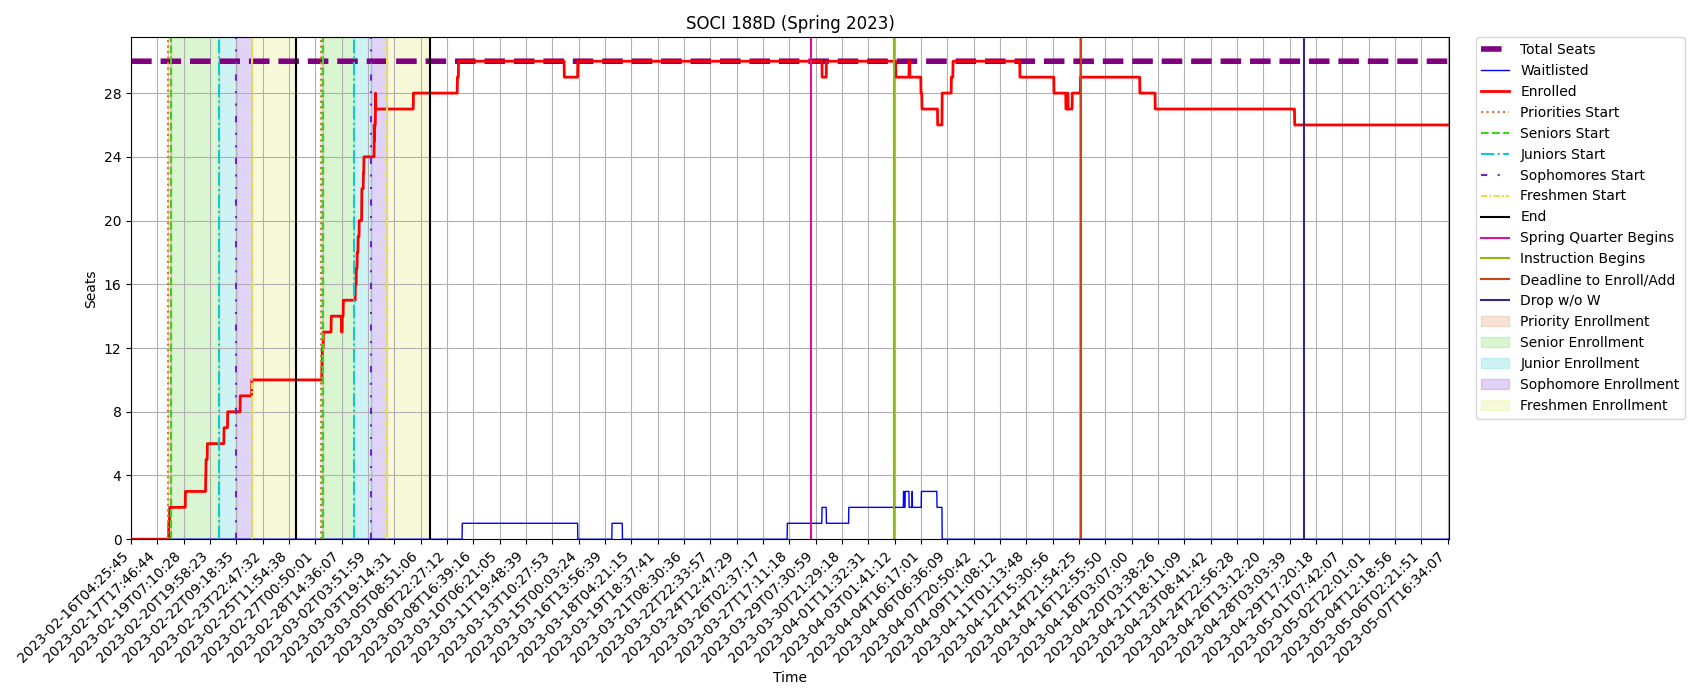 SOCI 188D (Spring 2023)
Seats
28
24
20
16
12
8
4
0
2023-02-16T04:25:45
2023-02-17T17:46:44
2023-02-19T07:10:28
2023-02-20T19:58:23
2023-02-22T09:18:35
2023-02-23T22:47:32
2023-02-25T11:54:38
2023-02-27T00:50:01
2023-02-28T14:36:07
2023-03-02T03:51:59
2023-03-03T19:14:31
2023-03-05T08:51:06
2023-03-06T22:27:12
2023-03-08T16:39:16
2023-03-10T06:21:05
2023-03-11T19:48:39
2023-03-13T10:27:53
2023-03-15T00:03:24
2023-03-16T13:56:39
2023-03-18T04:21:15
2023-03-19T18:37:41
2023-03-21T08:30:36
2023-03-22T22:33:57
2023-03-24T12:47:29
2023-03-26T02:37:17
2023-03-27T17:11:18
2023-03-29T07:30:59
2023-03-30T21:29:18
2023-04-01T11:32:31
2023-04-03T01:41:12
2023-04-04T16:17:01
2023-04-06T06:36:09
2023-04-07T20:50:42
2023-04-09T11:08:12
2023-04-11T01:13:48
2023-04-12T15:30:56
2023-04-14T21:54:25
2023-04-16T12:55:50
2023-04-18T03:07:00
2023-04-20T03:38:26
2023-04-21T18:11:09
2023-04-23T08:41:42
2023-04-24T22:56:28
2023-04-26T13:12:20
2023-04-28T03:03:39
2023-04-29T17:20:18
2023-05-01T07:42:07
2023-05-02T22:01:01
2023-05-04T12:18:56
2023-05-06T02:21:51
2023-05-07T16:34:07
Time
Total Seats
Waitlisted
Enrolled
Priorities Start
Seniors Start
Juniors Start
Sophomores Start
Freshmen Start
End
Spring Quarter Begins
Instruction Begins
Deadline to Enroll/Add
Drop w/o W
Priority Enrollment
Senior Enrollment
Junior Enrollment
Sophomore Enrollment
Freshmen Enrollment